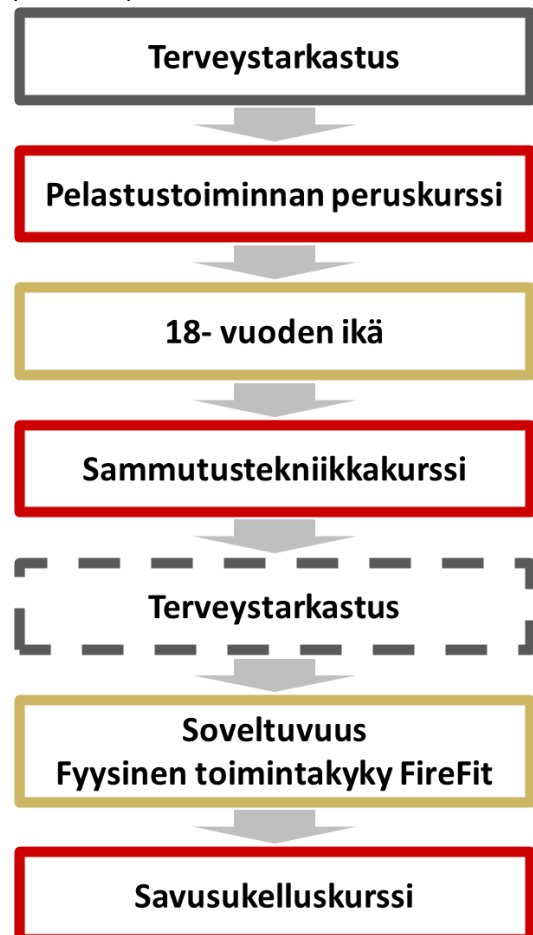 Terveystarkastus
Pelastustoiminnan peruskurssi
18- vuoden ikä
Sammutustekniikkakurssi
Terveystarkastus
Soveltuvuus
Fyysinen toimintakyky FireFit
Savusukelluskurssi